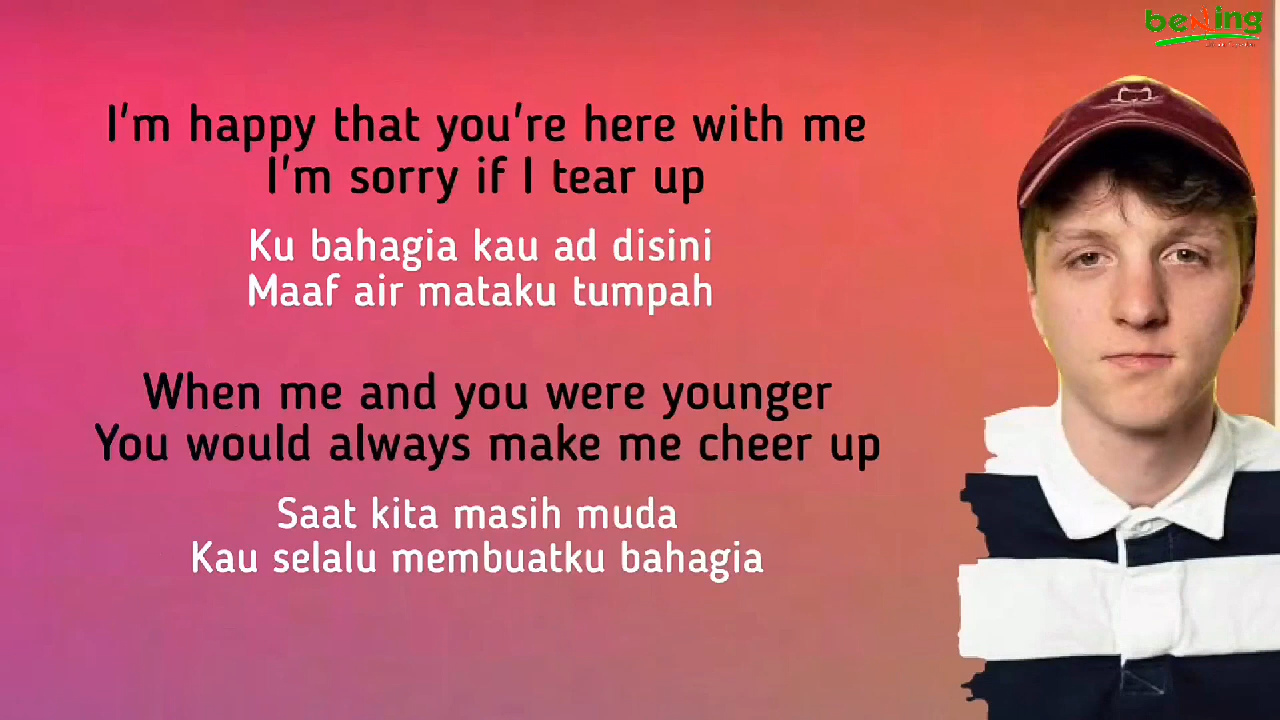 bening
I'm happy that you're here with me
I'm sorry if I tear up
Ku bahagia kau ad disini
Maaf air mataku tumpah
When me and you were younger
You would always make me cheer up
Saat kita masih muda
Kau selalu membuatku bahagia